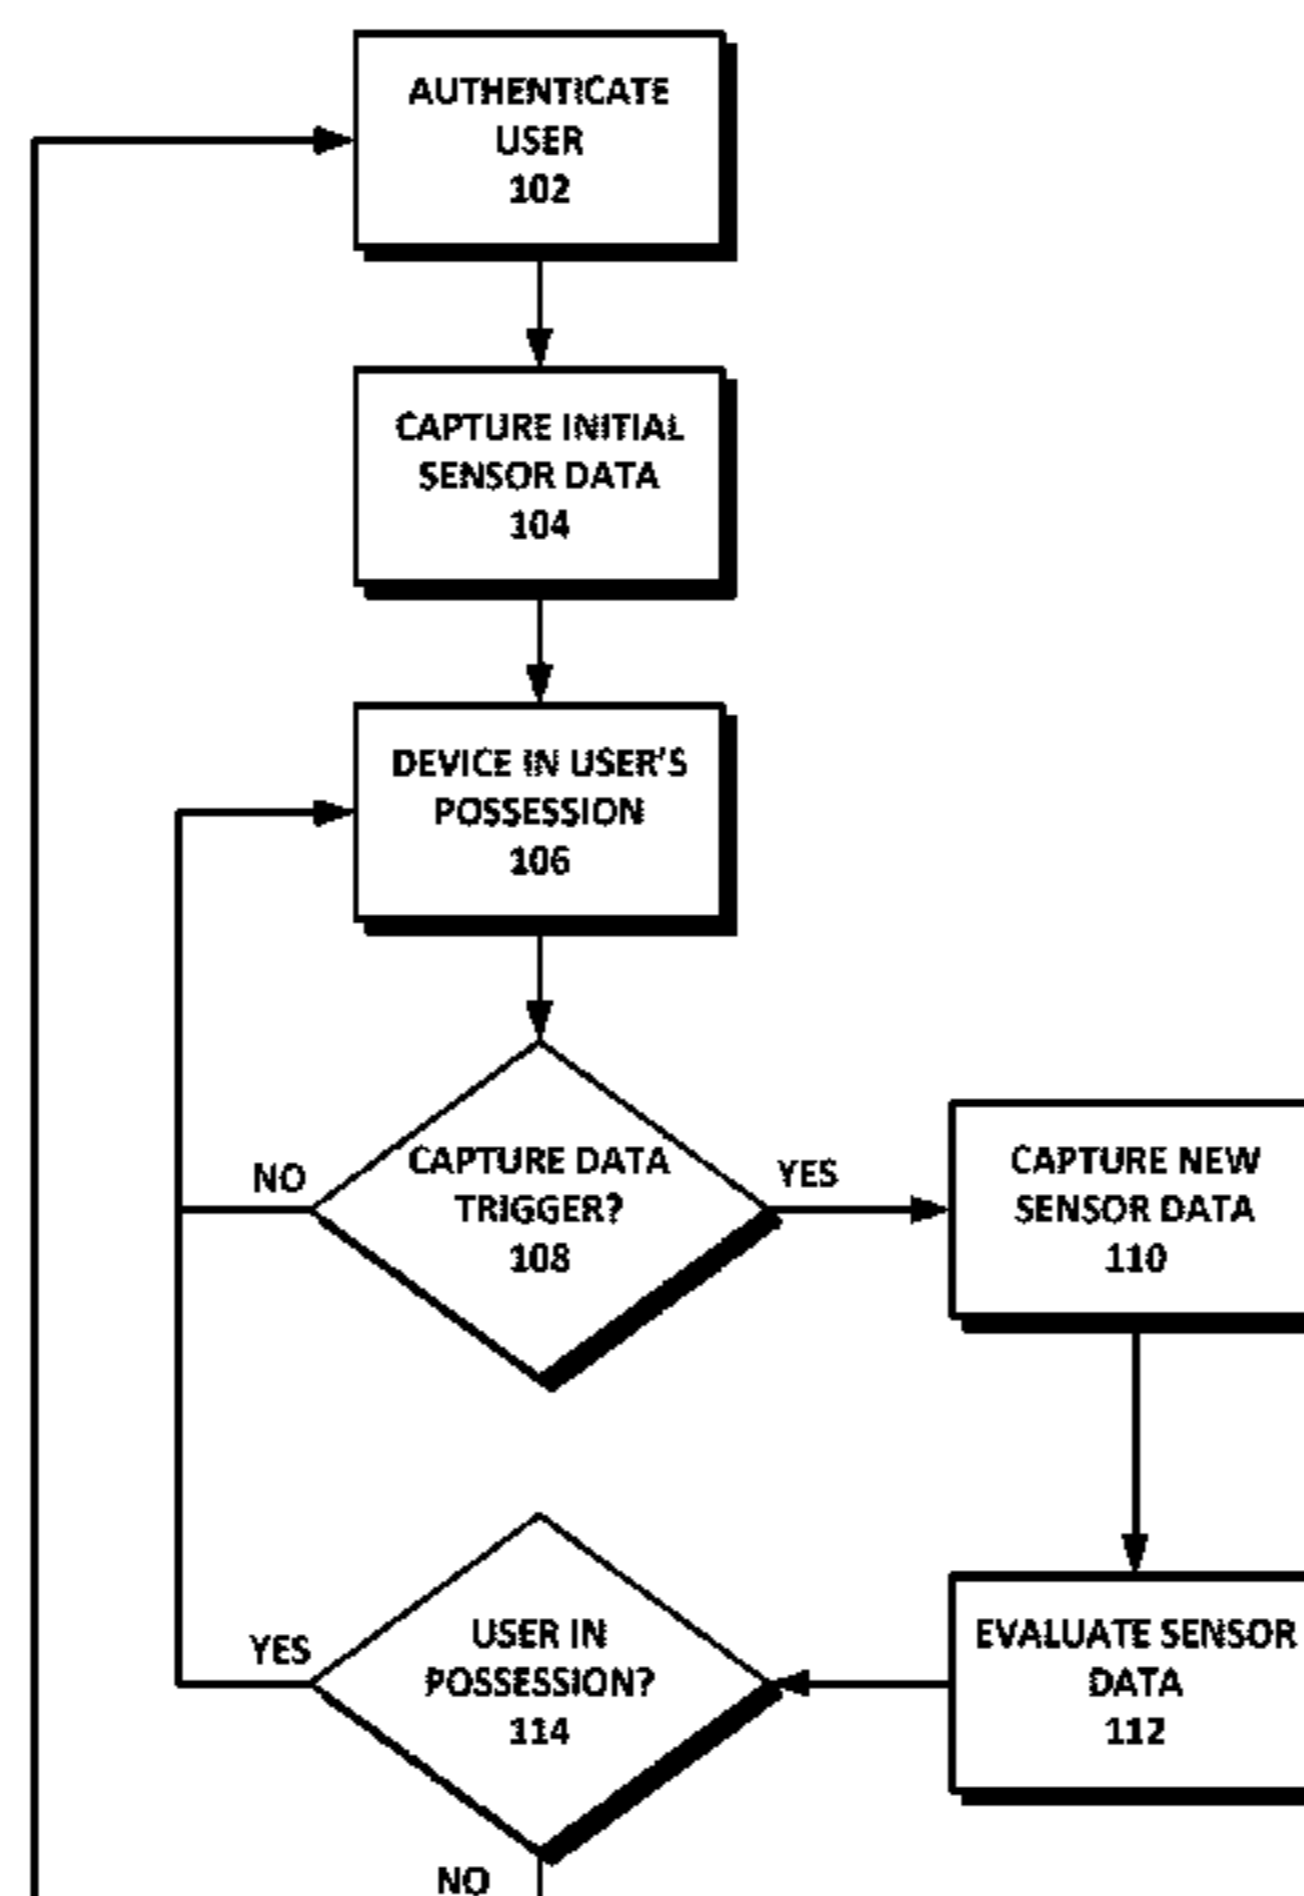 AUTHENTICATE
USER
102
CAPTURE INITIAL
SENSOR DATA
104
DEVICE IN USER'S
POSSESSION
106
CAPTURE DATA
TRIGGER?
108
NO
YES
CAPTURE NEW
SENSOR DATA
110
EVALUATE SENSOR
DATA
112
USER IN
POSSESSION?
114
YES
NO